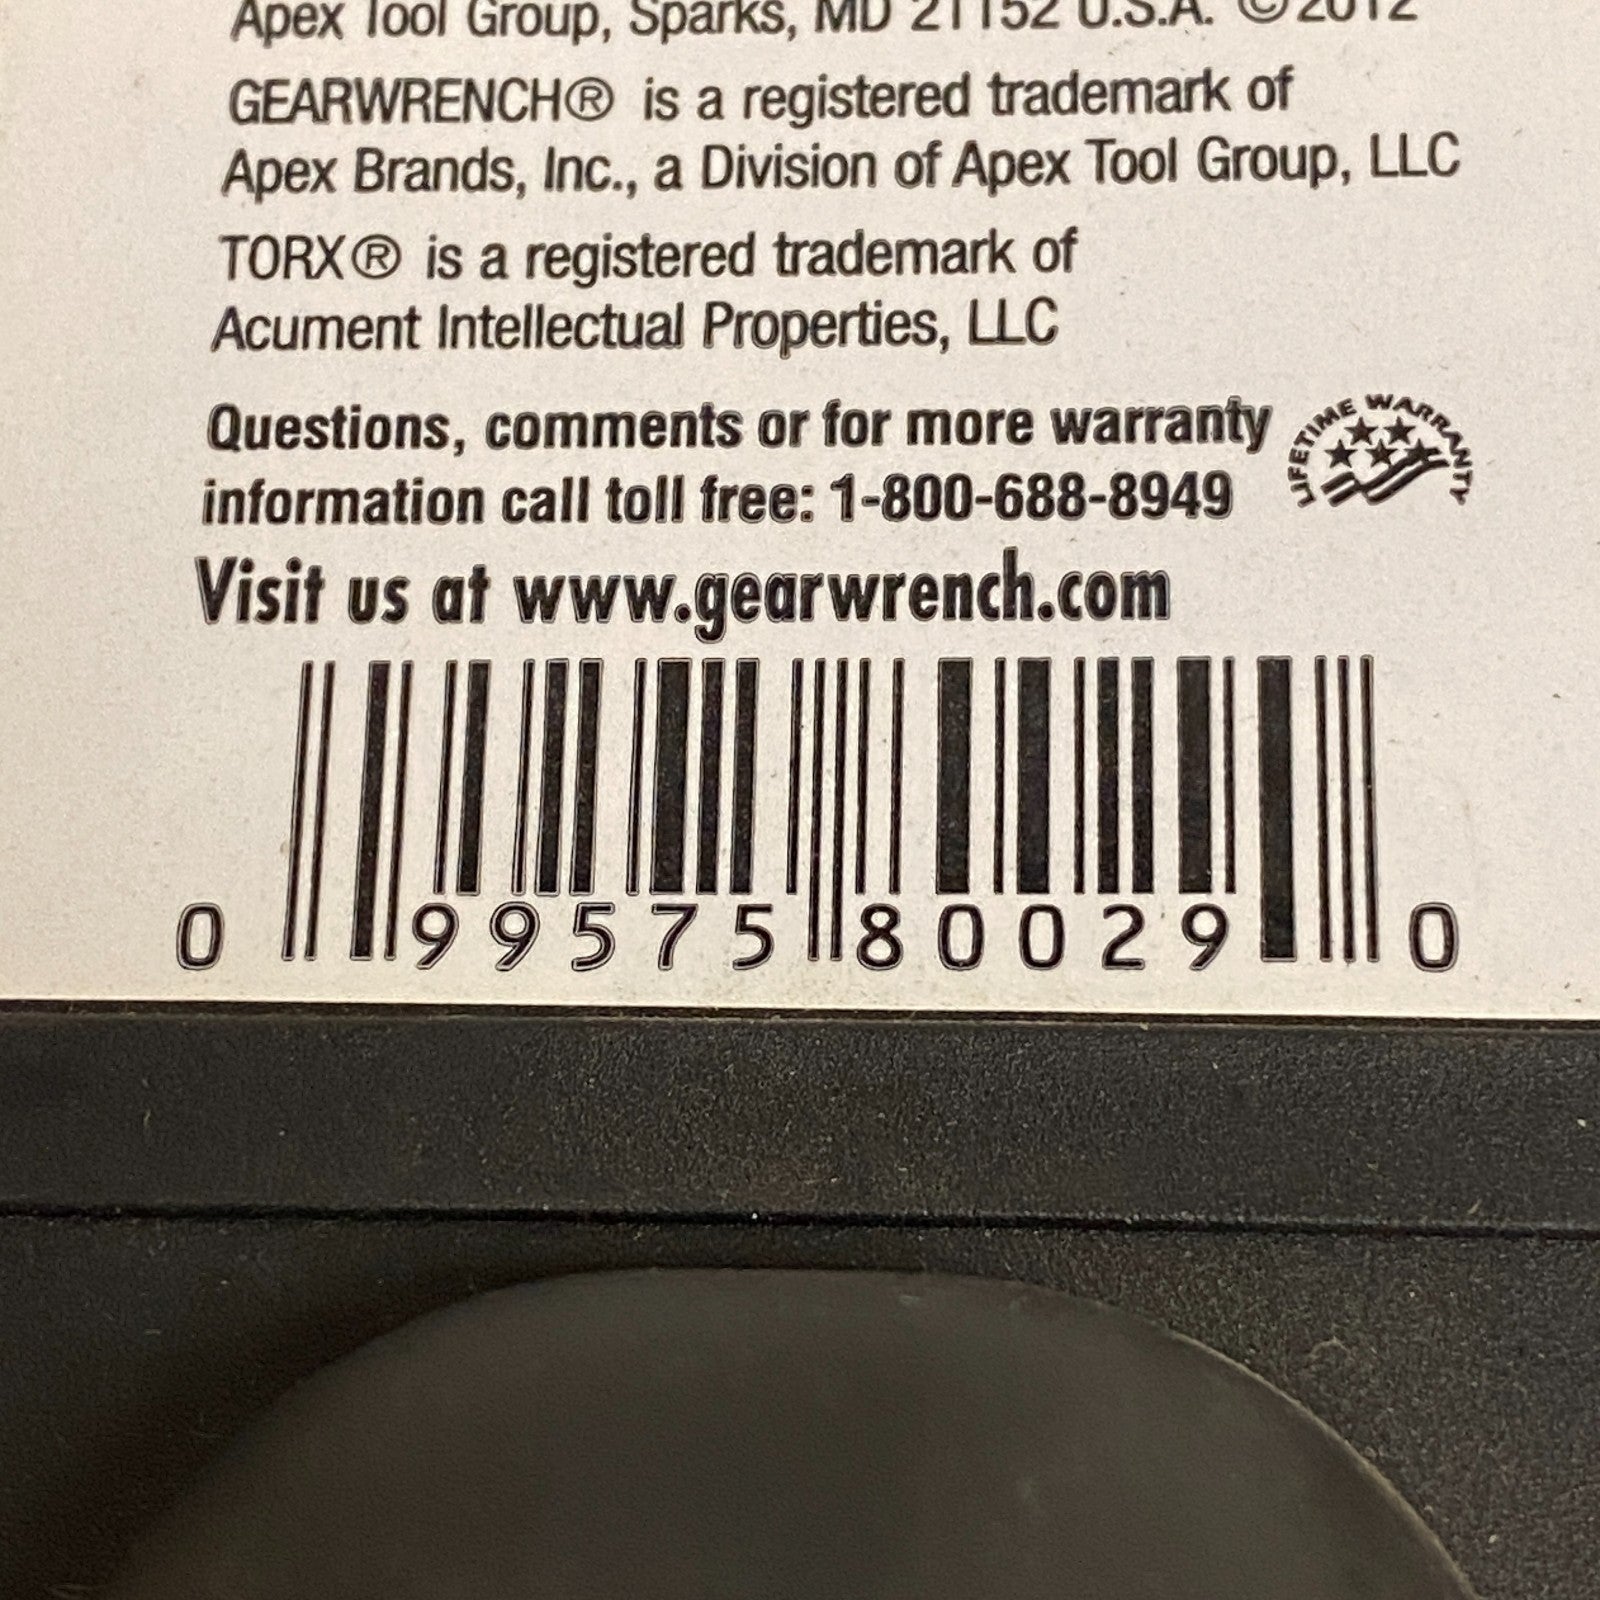 Apex Tool Group, Sparks, MD 21152 U.S.A. ©2012
GEARWRENCH® is a registered trademark of
Apex Brands, Inc., a Division of Apex Tool Group, LLC
TORX® is a registered trademark of
Acument Intellectual Properties, LLC
Questions, comments or for more warranty
information call toll free: 1-800-688-8949
LIFETIME WARRANTY
Visit us at www.gearwrench.com
0 99575 80029 0